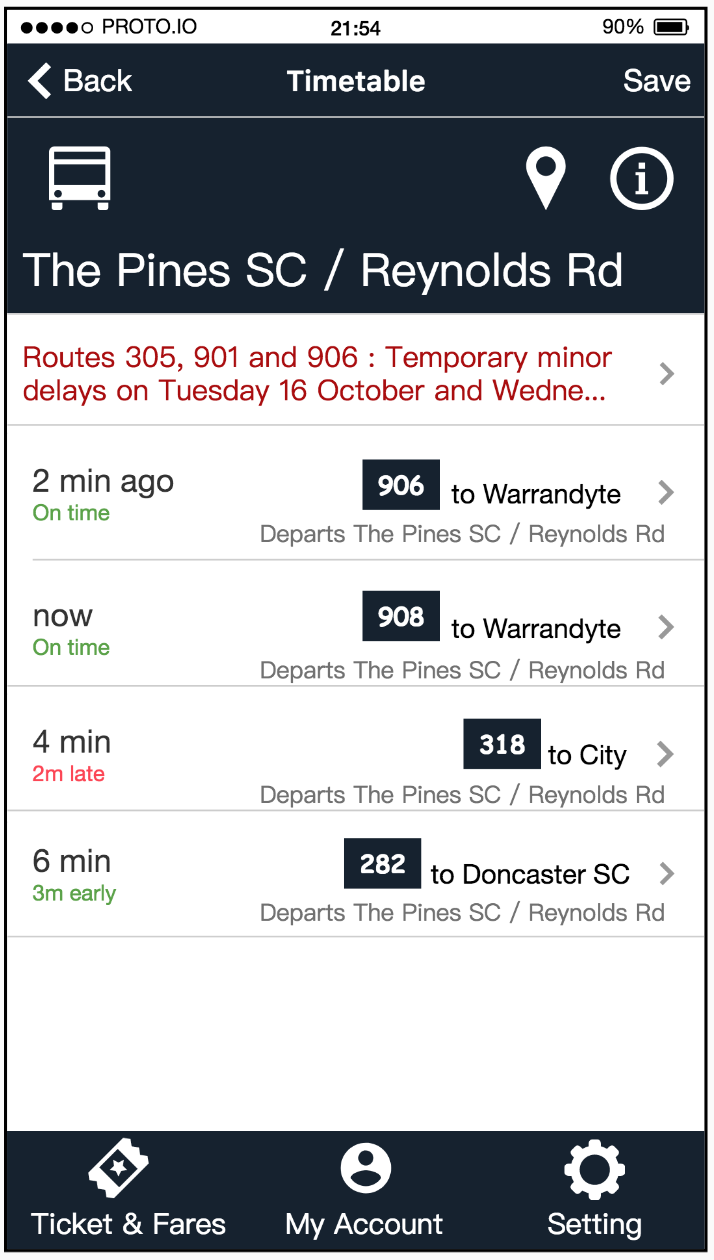 PROTO.IO 21:54 90%
Back Timetable Save
The Pines SC / Reynolds Rd
Routes 305, 901 and 906 : Temporary minor
delays on Tuesday 16 October and Wedne...
2 min ago 906 to Warrandyte
On time
Departs The Pines SC / Reynolds Rd
now 908 to Warrandyte
On time
Departs The Pines SC / Reynolds Rd
4 min 318 to City
2m late
Departs The Pines SC / Reynolds Rd
6 min 282 to Doncaster SC
3m early
Departs The Pines SC / Reynolds Rd
Ticket & Fares My Account Setting